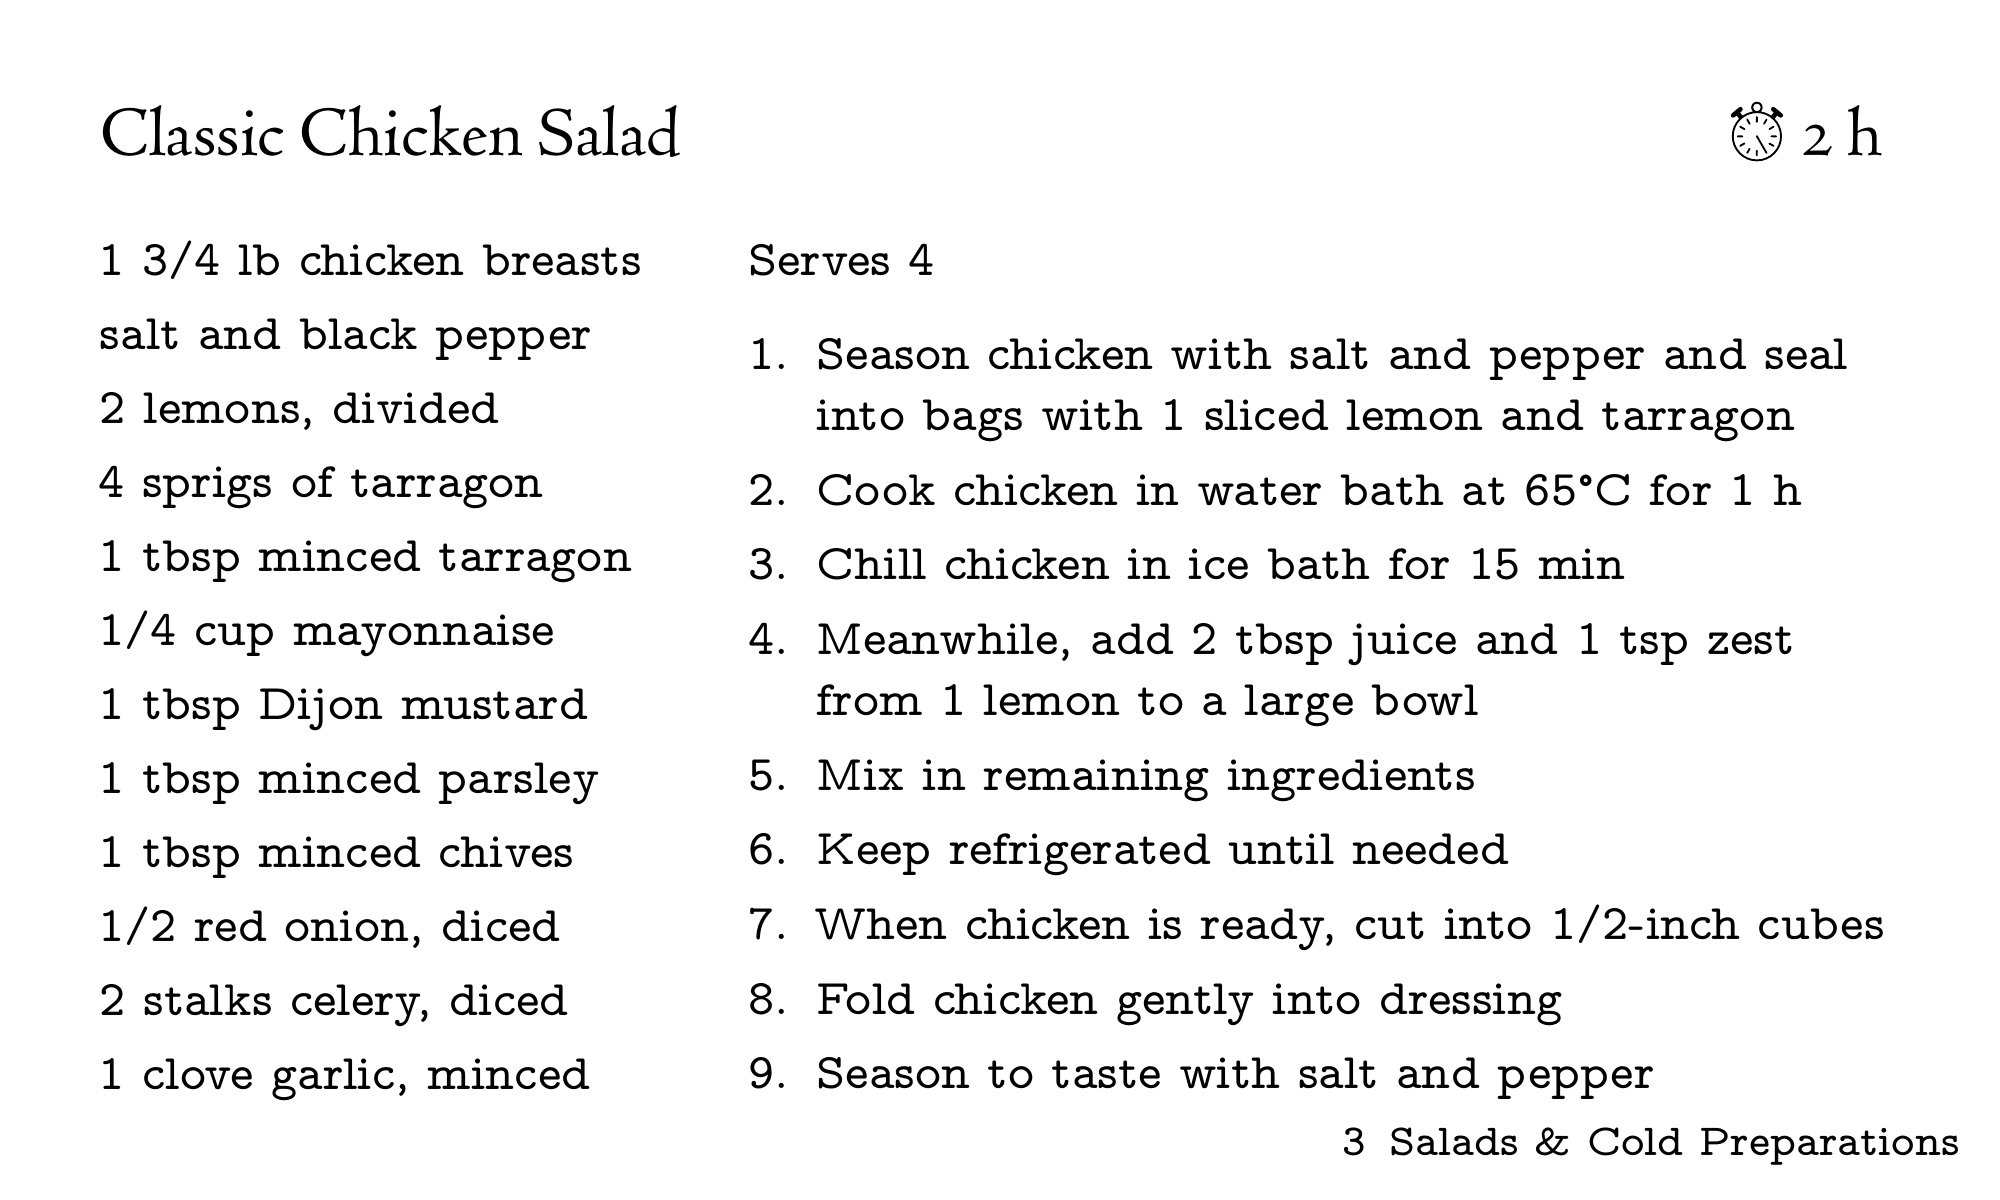 Classic Chicken Salad
2 h
1 3/4 lb chicken breasts
salt and black pepper
2 lemons, divided
4 sprigs of tarragon
1 tbsp minced tarragon
1/4 cup mayonnaise
1 tbsp Dijon mustard
1 tbsp minced parsley
1 tbsp minced chives
1/2 red onion, diced
2 stalks celery, diced
1 clove garlic, minced
Serves 4
1. Season chicken with salt and pepper and seal
into bags with 1 sliced lemon and tarragon
2. Cook chicken in water bath at 65°C for 1 h
3. Chill chicken in ice bath for 15 min
4. Meanwhile, add 2 tbsp juice and 1 tsp zest
from 1 lemon to a large bowl
5. Mix in remaining ingredients
6. Keep refrigerated until needed
7. When chicken is ready, cut into 1/2-inch cubes
8. Fold chicken gently into dressing
9. Season to taste with salt and pepper
3 Salads & Cold Preparations